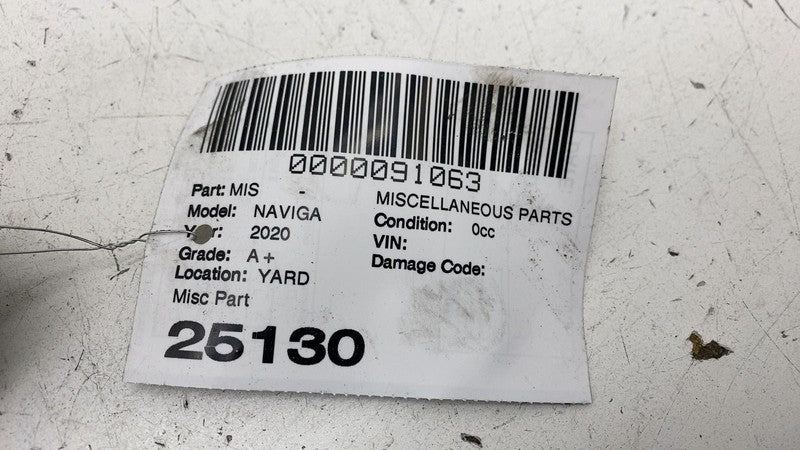 0000091063
Part: MIS - MISCELLANEOUS PARTS
Model: NAVIGA Condition: 0cc
2020 VIN:
Grade: A+ Damage Code:
Location: YARD
Misc Part
25130